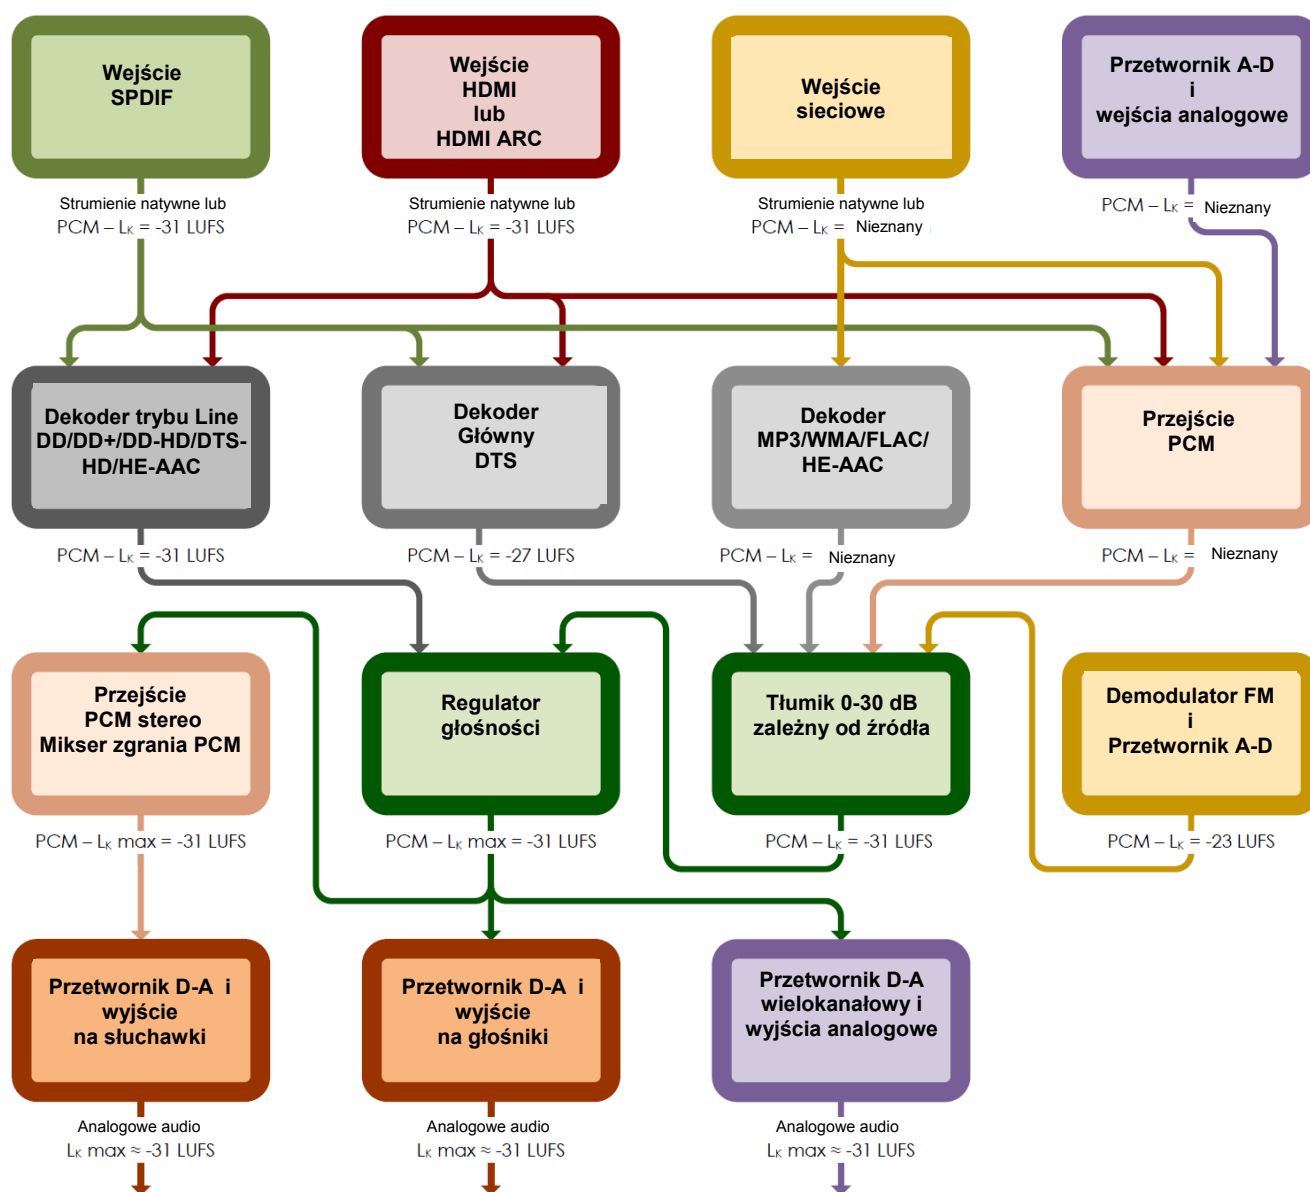 Wejście
SPDIF
Wejście
HDMI
lub
HDMI ARC
Wejście
sieciowe
Przetwornik A-D
i
wejścia analogowe
Strumienie natywne lub
PCM – LK = -31 LUFS
Strumienie natywne lub
PCM – LK = -31 LUFS
Strumienie natywne lub
PCM – LK = Nieznany
PCM – LK = Nieznany
Dekoder trybu Line
DD/DD+/DD-HD/DTS-
HD/HE-AAC
Dekoder
Główny
DTS
Dekoder
MP3/WMA/FLAC/
HE-AAC
Przejście
PCM
PCM – LK = -31 LUFS
PCM – LK = -27 LUFS
PCM – LK = Nieznany
PCM – LK = Nieznany
Przejście
PCM stereo
Mikser zgrania PCM
Regulator
głośności
Tłumik 0-30 dB
zależny od źródła
Demodulator FM
i
Przetwornik A-D
PCM – LK max = -31 LUFS
PCM – LK max = -31 LUFS
PCM – LK = -31 LUFS
PCM – LK = -23 LUFS
Przetwornik D-A i
wyjście
na słuchawki
Przetwornik D-A i
wyjście
na głośniki
Przetwornik D-A
wielokanałowy i
wyjścia analogowe
Analogowe audio
LK max ≈ -31 LUFS
Analogowe audio
LK max ≈ -31 LUFS
Analogowe audio
LK max ≈ -31 LUFS